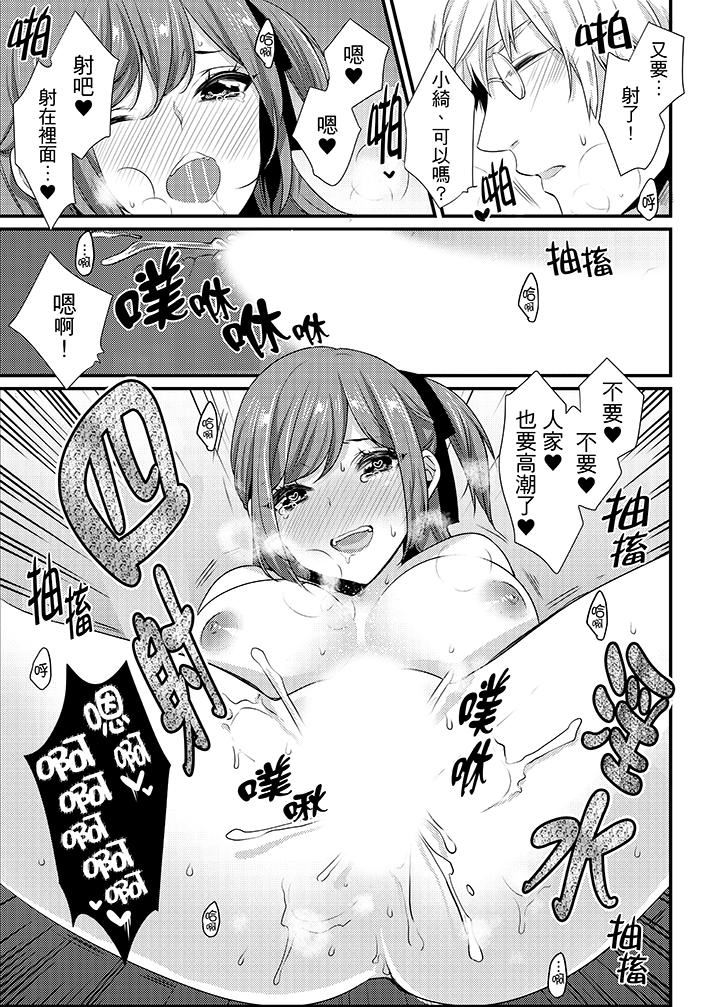 又要…
射了！
小綺、可以嗎？
呼
啪
啪
啪
嗯♥
嗯♥
哈啊
射吧♥
射在裡面…♥
啪
抽搐
哈啊
噗咻
咻
咻
…啊
嗯啊！
不要♥
不要♥
人家♥
也要高潮了♥
抽搐
哈啊
哈啊
四射
淫水
抽搐
呼
噗咻
噗啾
嗯啊
啊啊啊啊啊♥
哈啊
抽搐
…啊